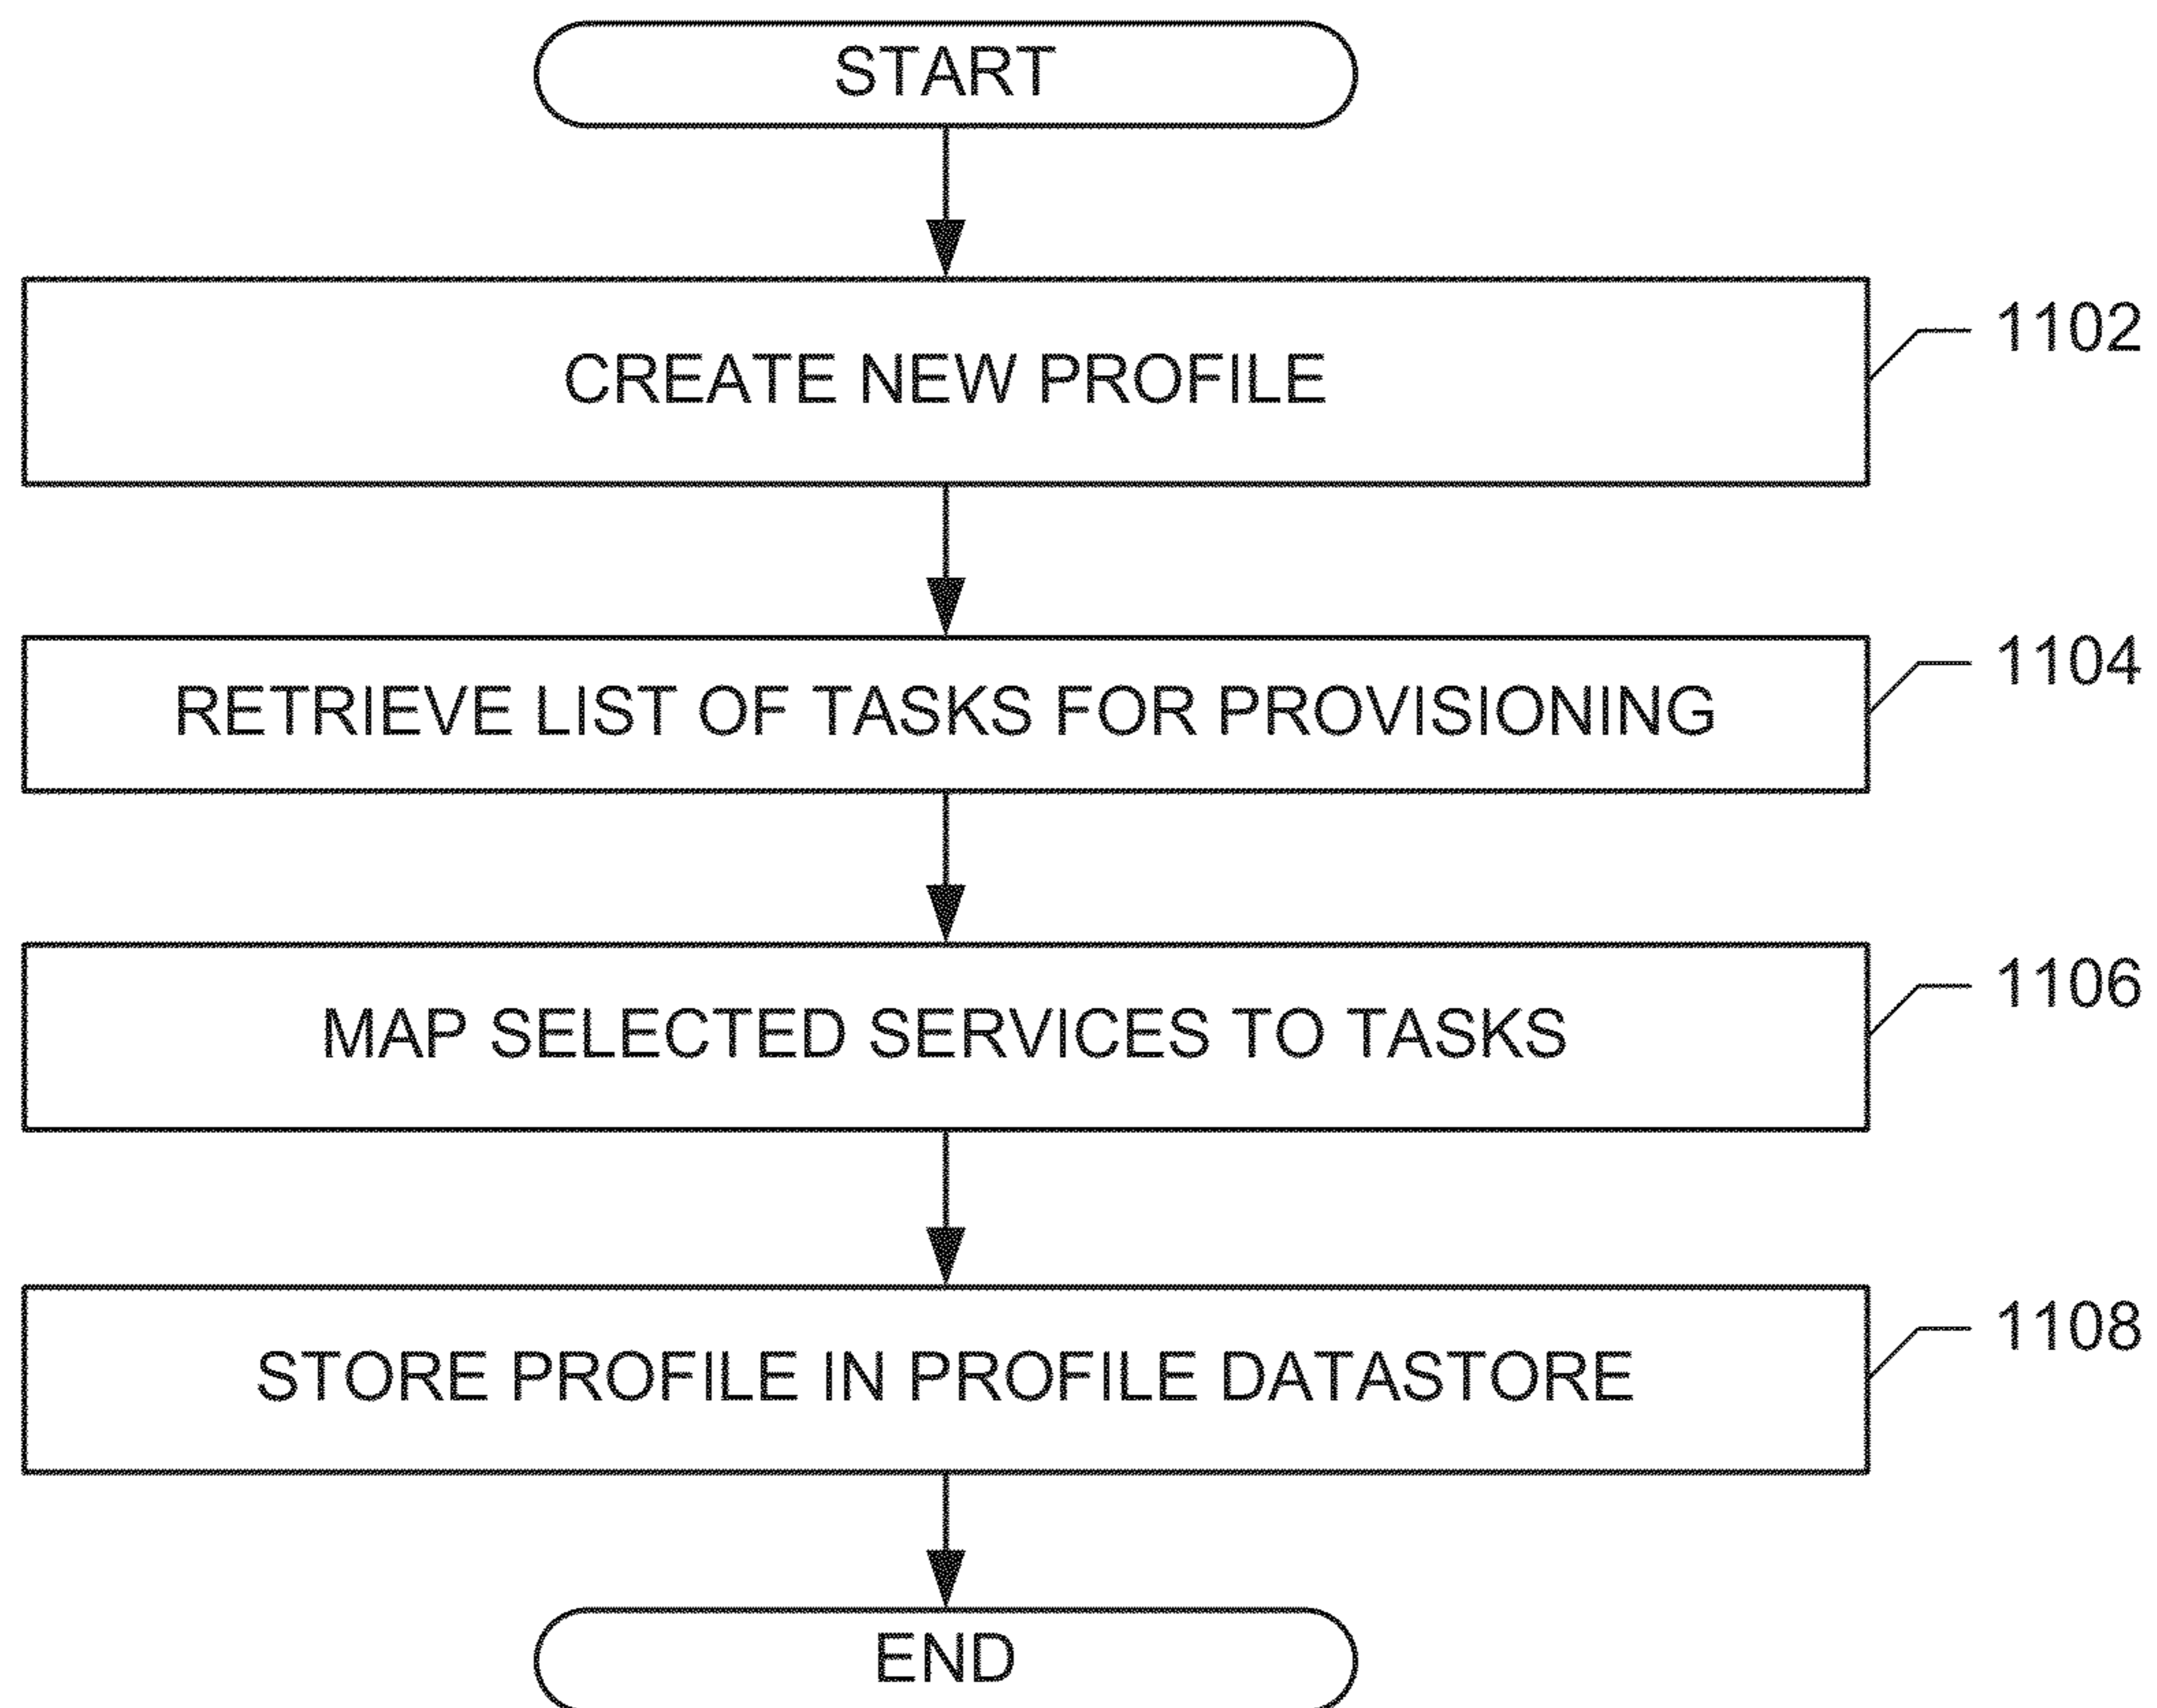 START
CREATE NEW PROFILE
1102
RETRIEVE LIST OF TASKS FOR PROVISIONING
1104
MAP SELECTED SERVICES TO TASKS
1106
STORE PROFILE IN PROFILE DATASTORE
1108
END